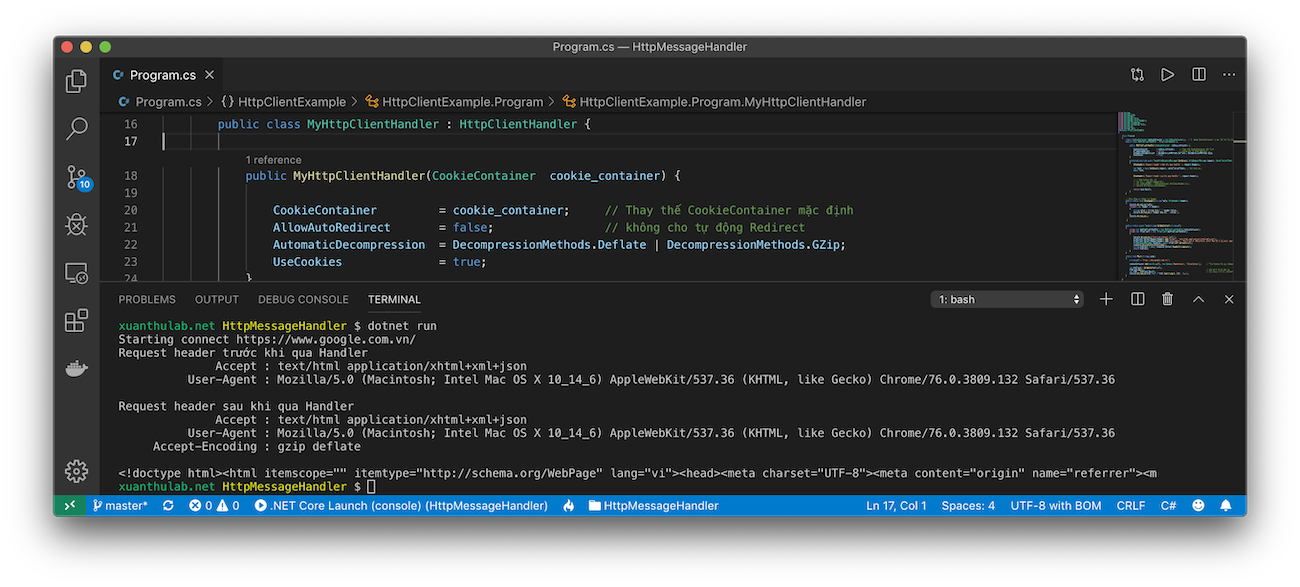 Program.cs — HttpMessageHandler
Program.cs
Program.cs > {} HttpClientExample > HttpClientExample.Program > HttpClientExample.Program.MyHttpClientHandler
16 public class MyHttpClientHandler : HttpClientHandler {
17
1 reference
18 public MyHttpClientHandler(CookieContainer cookie_container) {
19
20 CookieContainer = cookie_container; // Thay thế CookieContainer mặc định
21 AllowAutoRedirect = false; // không cho tự động Redirect
22 AutomaticDecompression = DecompressionMethods.Deflate | DecompressionMethods.GZip;
23 UseCookies = true;
24 }
PROBLEMS OUTPUT DEBUG CONSOLE TERMINAL 1: bash
xuanthulab.net HttpMessageHandler $ dotnet run
Starting connect https://www.google.com.vn/
Request header trước khi qua Handler
Accept : text/html application/xhtml+xml+json
User-Agent : Mozilla/5.0 (Macintosh; Intel Mac OS X 10_14_6) AppleWebKit/537.36 (KHTML, like Gecko) Chrome/76.0.3809.132 Safari/537.36
Request header sau khi qua Handler
Accept : text/html application/xhtml+xml+json
User-Agent : Mozilla/5.0 (Macintosh; Intel Mac OS X 10_14_6) AppleWebKit/537.36 (KHTML, like Gecko) Chrome/76.0.3809.132 Safari/537.36
Accept-Encoding : gzip deflate
<!doctype html><html itemscope="" itemtype="http://schema.org/WebPage" lang="vi"><head><meta charset="UTF-8"><meta content="origin" name="referrer"><m
xuanthulab.net HttpMessageHandler $
10
master* 0 0 .NET Core Launch (console) (HttpMessageHandler) HttpMessageHandler Ln 17, Col 1 Spaces: 4 UTF-8 with BOM CRLF C#